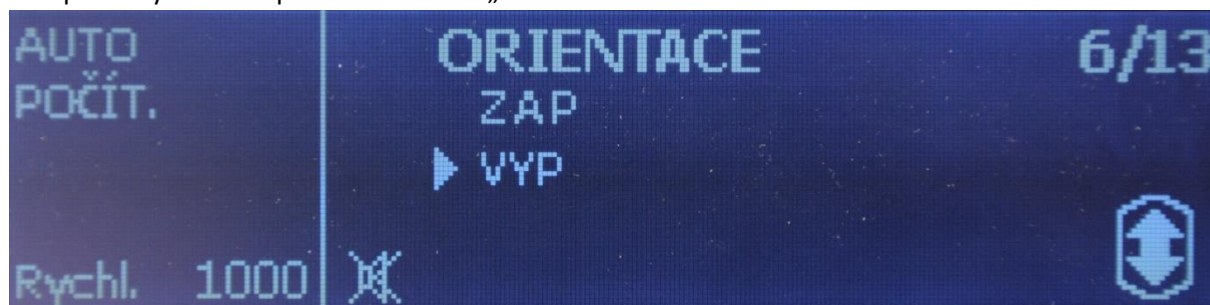 AUTO
POČÍT.
Rychl. 1000
ORIENTACE
6/13
ZAP
VYP